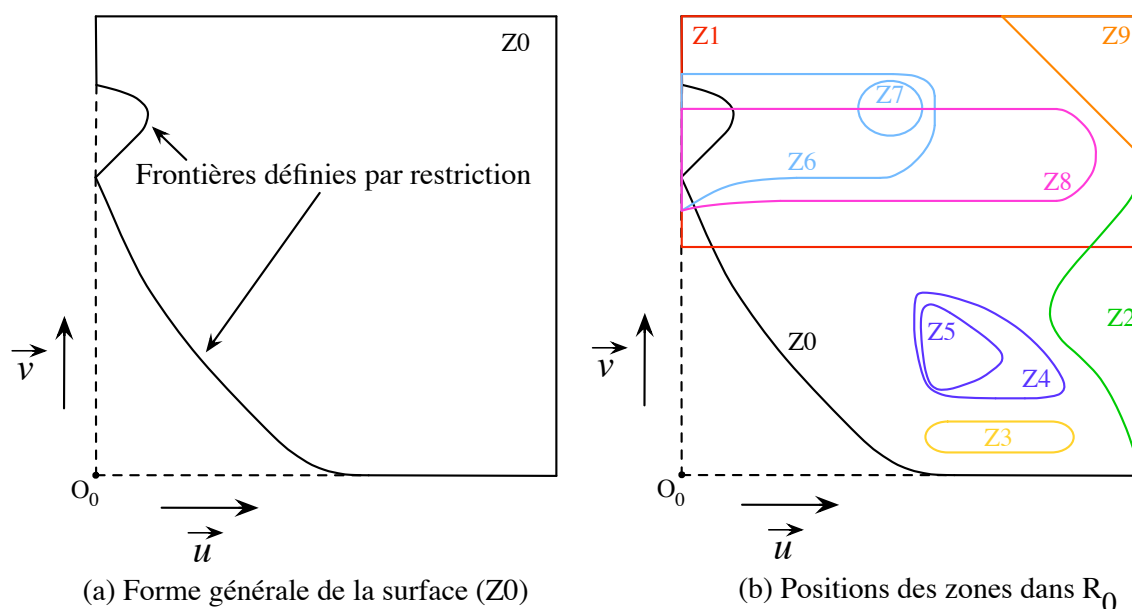 Z0
Frontières définies par restriction
v
O0
u
(a) Forme générale de la surface (Z0)
Z1
Z9
Z7
Z6
Z8
Z2
Z0
Z5
Z4
Z3
v
O0
u
(b) Positions des zones dans R0